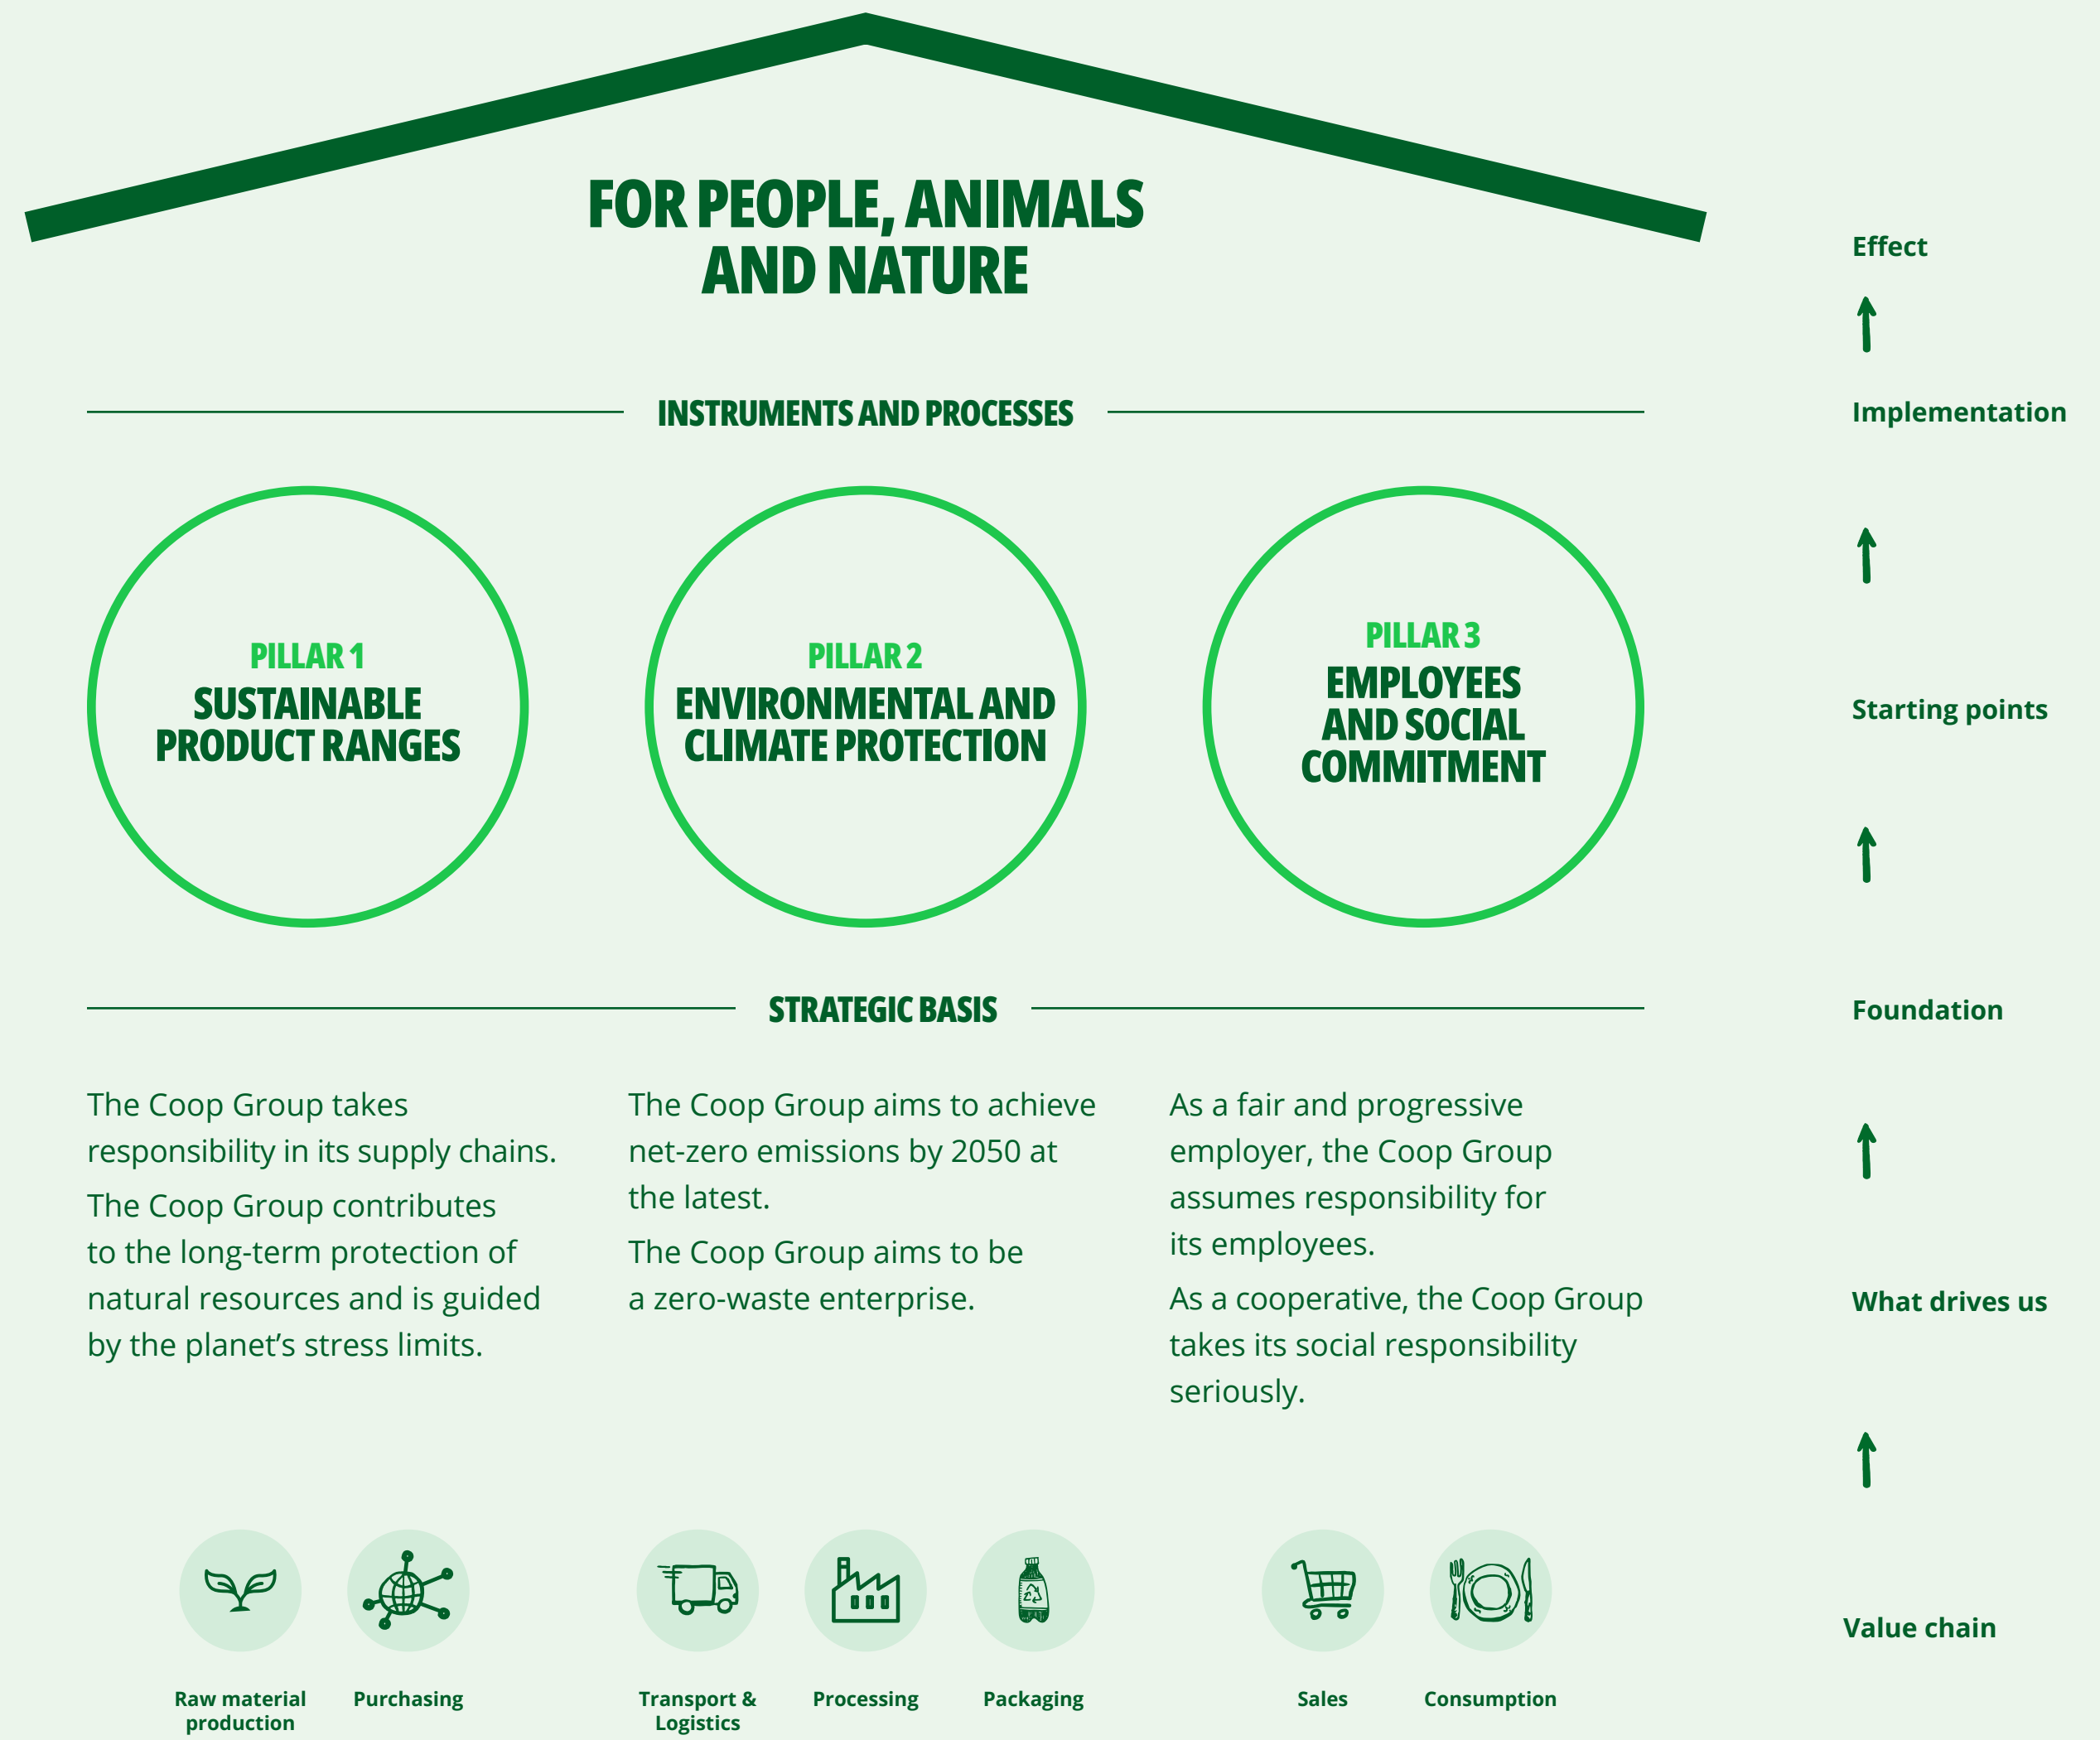 FOR PEOPLE, ANIMALS
AND NATURE
Effect
INSTRUMENTS AND PROCESSES
Implementation
PILLAR 1
SUSTAINABLE
PRODUCT RANGES
PILLAR 2
ENVIRONMENTAL AND
CLIMATE PROTECTION
PILLAR 3
EMPLOYEES
AND SOCIAL
COMMITMENT
Starting points
STRATEGIC BASIS
Foundation
The Coop Group takes
responsibility in its supply chains.
The Coop Group contributes
to the long-term protection of
natural resources and is guided
by the planet’s stress limits.
The Coop Group aims to achieve
net-zero emissions by 2050 at
the latest.
The Coop Group aims to be
a zero-waste enterprise.
As a fair and progressive
employer, the Coop Group
assumes responsibility for
its employees.
As a cooperative, the Coop Group
takes its social responsibility
seriously.
What drives us
Raw material
production
Purchasing
Transport &
Logistics
Processing
Packaging
Sales
Consumption
Value chain